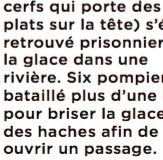 cerfs qui porte des
plats sur la tête) s'é
retrouvé prisonnier
la glace dans une
rivière. Six pompier
bataillé plus d'une
pour briser la glace
des haches afin de
ouvrir un passage.